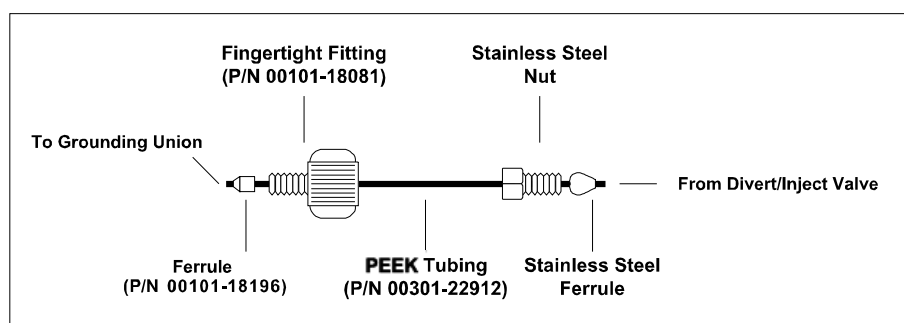 Fingertight Fitting
(P/N 00101-18081)
Stainless Steel
Nut
To Grounding Union
From Divert/Inject Valve
Ferrule
(P/N 00101-18196)
PEEK Tubing
(P/N 00301-22912)
Stainless Steel
Ferrule